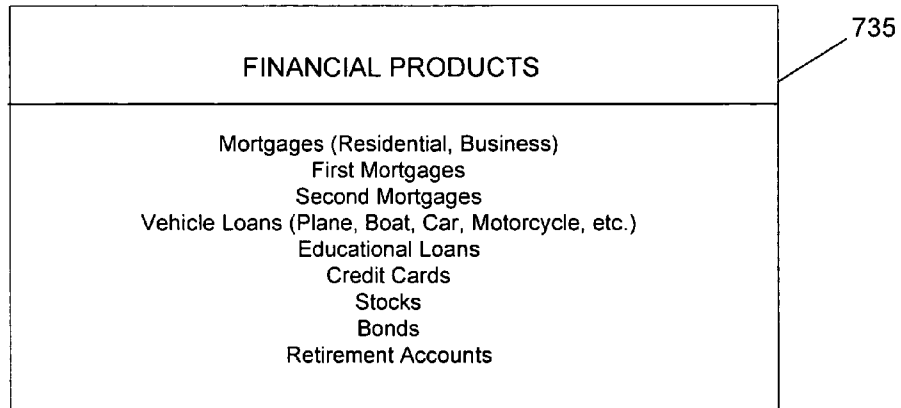 735
FINANCIAL PRODUCTS
Mortgages (Residential, Business)
First Mortgages
Second Mortgages
Vehicle Loans (Plane, Boat, Car, Motorcycle, etc.)
Educational Loans
Credit Cards
Stocks
Bonds
Retirement Accounts